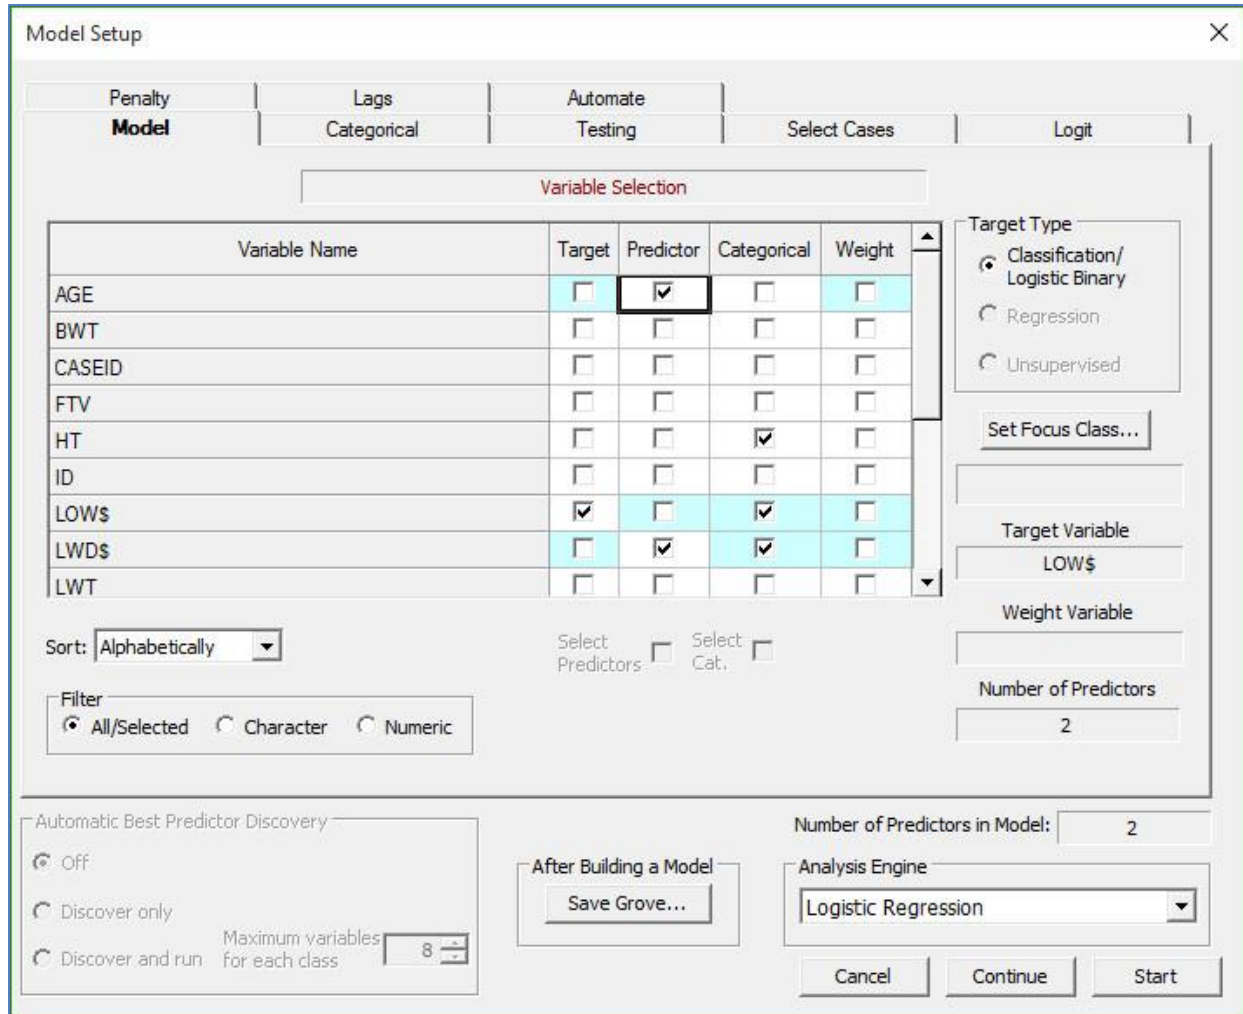 Model Setup
Penalty Lags Automate
Model Categorical Testing Select Cases Logit
Variable Selection
Variable Name Target Predictor Categorical Weight
AGE
BWT
CASEID
FTV
HT
ID
LOW$
LWD$
LWT
Target Type
Classification/
Logistic Binary
Regression
Unsupervised
Set Focus Class...
Target Variable
LOW$
Weight Variable
Number of Predictors
2
Sort: Alphabetically
Select
Predictors
Select
Cat.
Filter
All/Selected Character Numeric
Automatic Best Predictor Discovery
Off
Discover only
Discover and run
Maximum variables
for each class
8
After Building a Model
Save Grove...
Number of Predictors in Model: 2
Analysis Engine
Logistic Regression
Cancel Continue Start